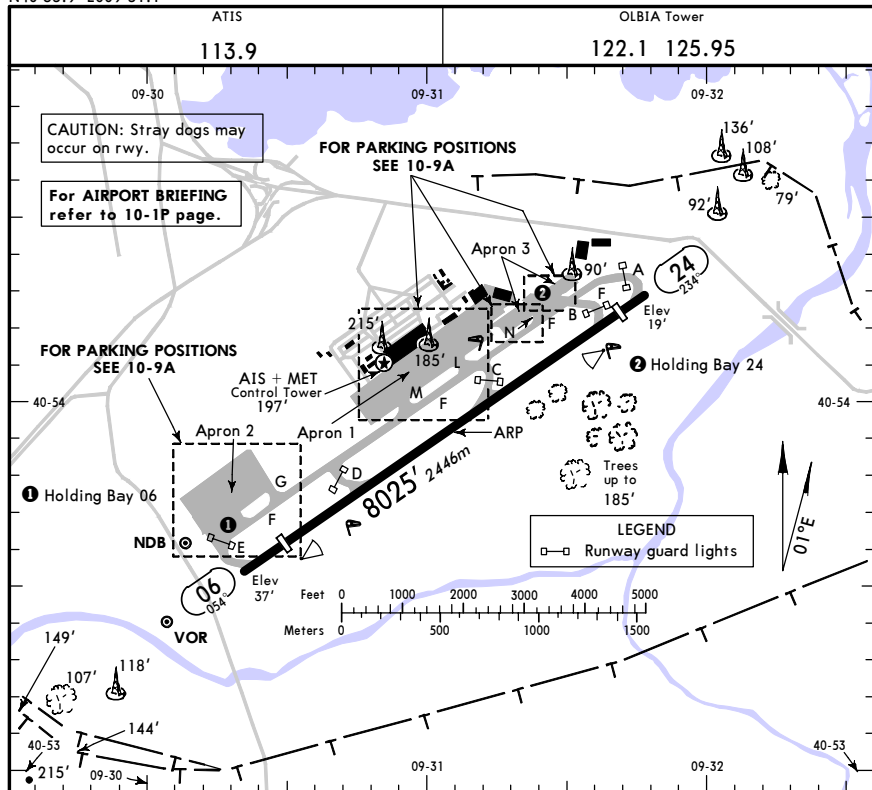 ATIS
113.9
OLBIA Tower
122.1 125.95
09-30
09-31
09-32
CAUTION: Stray dogs may
occur on rwy.
For AIRPORT BRIEFING
refer to 10-1P page.
FOR PARKING POSITIONS
SEE 10-9A
136'
108'
92'
79'
Apron 3
90'
A
24
234°
2
F
B
Elev
19'
N
F
215'
185'
L
C
2 Holding Bay 24
FOR PARKING POSITIONS
SEE 10-9A
AIS + MET
Control Tower
197'
M
F
40-54
40-54
Apron 2
Apron 1
ARP
G
D
8025' 2446m
Trees
up to
185'
1 Holding Bay 06
F
1
NDB
E
LEGEND
Runway guard lights
01°E
06
054°
Elev
37'
Feet 0 1000 2000 3000 4000 5000
Meters 0 500 1000 1500
VOR
149'
107'
118'
144'
40-53
40-53
215'
09-30
09-31
09-32